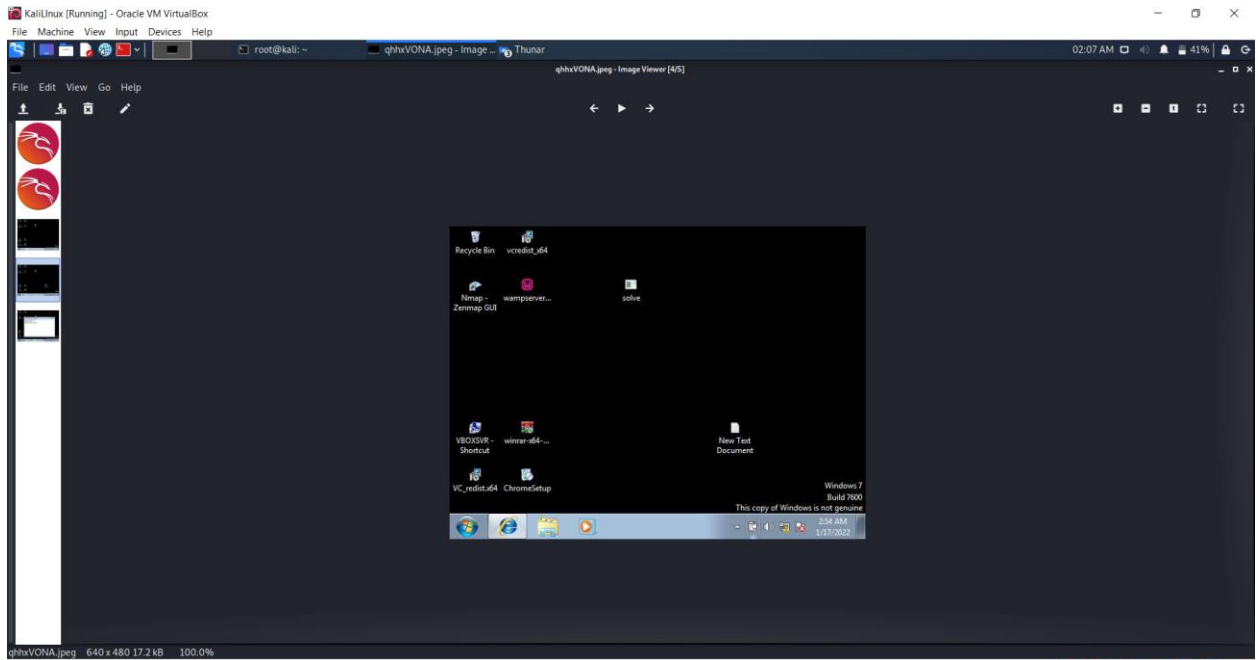 KaliLInux [Running] - Oracle VM VirtualBox
File Machine View Input Devices Help
root@kali: ~
qhhxVONA.jpeg - Image ...
Thunar
02:07 AM
41%
qhhxVONA.jpeg - Image Viewer [4/5]
File Edit View Go Help
Recycle Bin
vcredist_x64
Nmap -
Zenmap GUI
wampserver...
solve
VBOXSVR -
Shortcut
winrar-x64-...
New Text
Document
VC_redist.x64
ChromeSetup
Windows 7
Build 7600
This copy of Windows is not genuine
2:54 AM
1/17/2022
qhhxVONA.jpeg 640 x 480 17.2 kB 100.0%